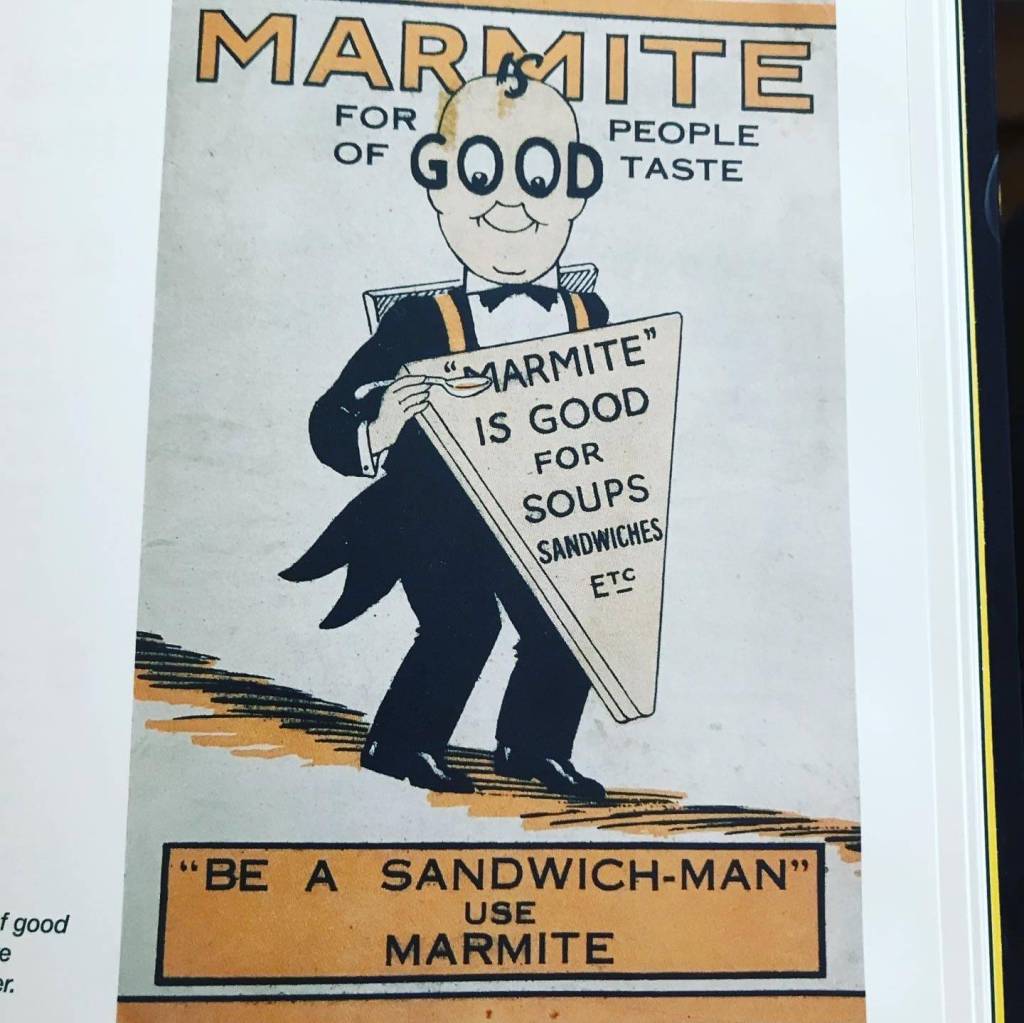 MARMITE
IS
FOR GOOD PEOPLE
OF TASTE
"MARMITE"
IS GOOD
FOR
SOUPS
SANDWICHES
ETC
"BE A SANDWICH-MAN"
USE
MARMITE
f good
e
er.